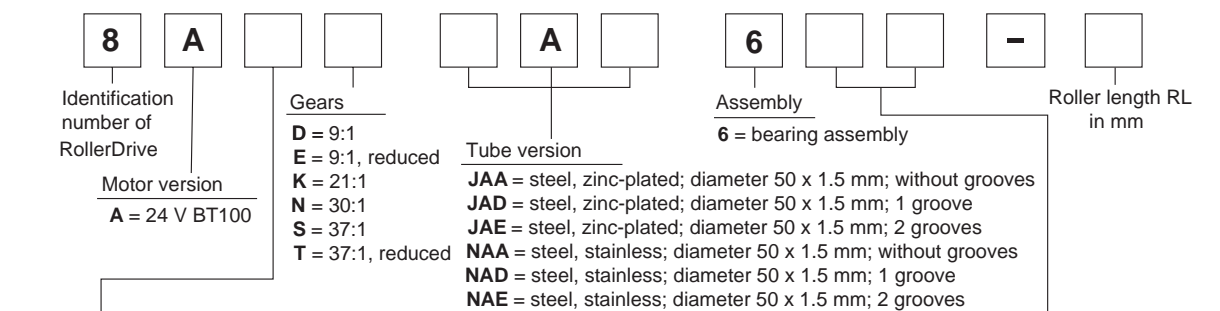 8 A A 6 –
Identification
number of
RollerDrive
Motor version
A = 24 V BT100
Gears
D = 9:1
E = 9:1, reduced
K = 21:1
N = 30:1
S = 37:1
T = 37:1, reduced
Tube version
JAA = steel, zinc-plated; diameter 50 x 1.5 mm; without grooves
JAD = steel, zinc-plated; diameter 50 x 1.5 mm; 1 groove
JAE = steel, zinc-plated; diameter 50 x 1.5 mm; 2 grooves
NAA = steel, stainless; diameter 50 x 1.5 mm; without grooves
NAD = steel, stainless; diameter 50 x 1.5 mm; 1 groove
NAE = steel, stainless; diameter 50 x 1.5 mm; 2 grooves
Assembly
6 = bearing assembly
Roller length RL
in mm